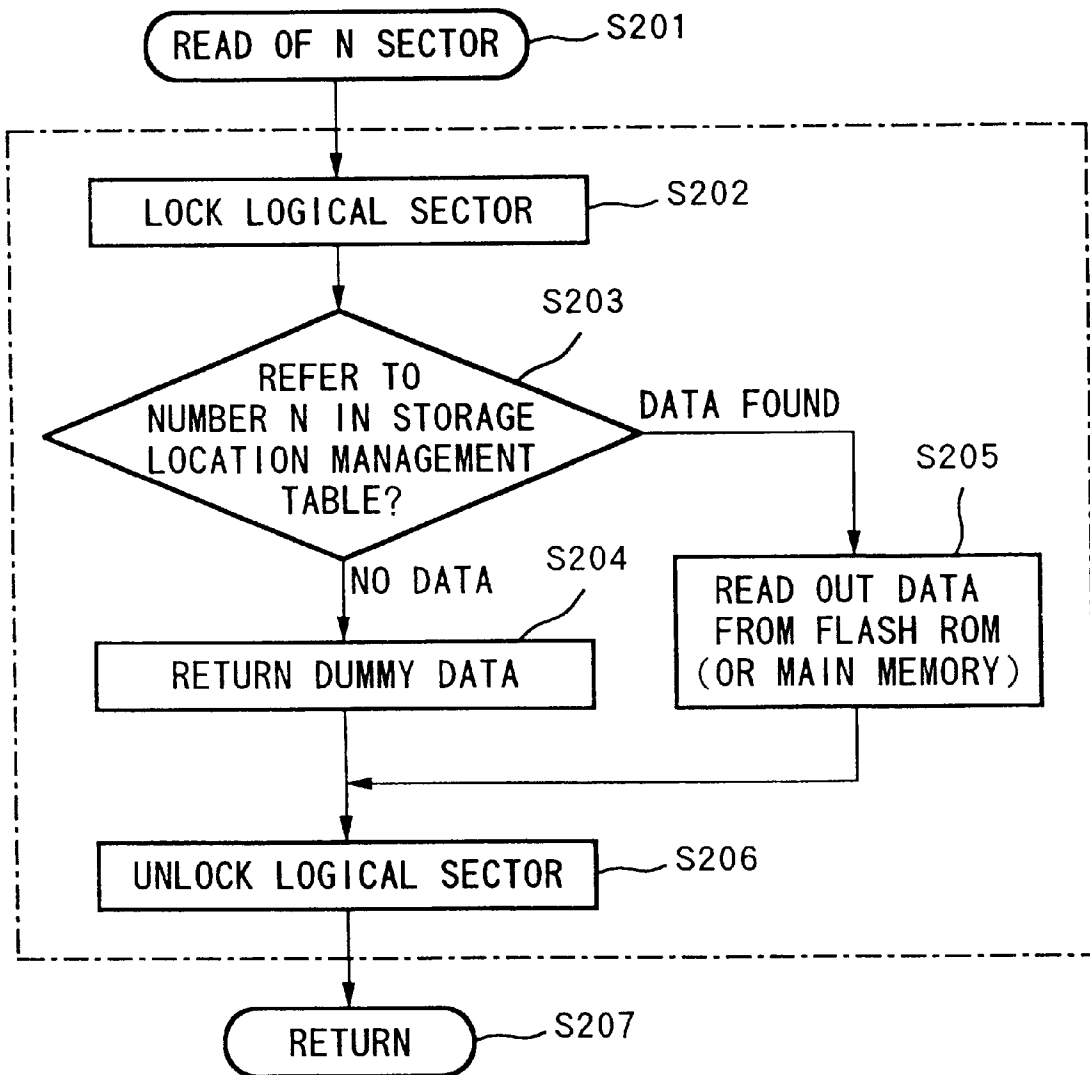 READ OF N SECTOR
S201
LOCK LOGICAL SECTOR
S202
S203
REFER TO
NUMBER N IN STORAGE
LOCATION MANAGEMENT
TABLE?
DATA FOUND
S205
NO DATA
S204
READ OUT DATA
FROM FLASH ROM
(OR MAIN MEMORY)
RETURN DUMMY DATA
UNLOCK LOGICAL SECTOR
S206
RETURN
S207